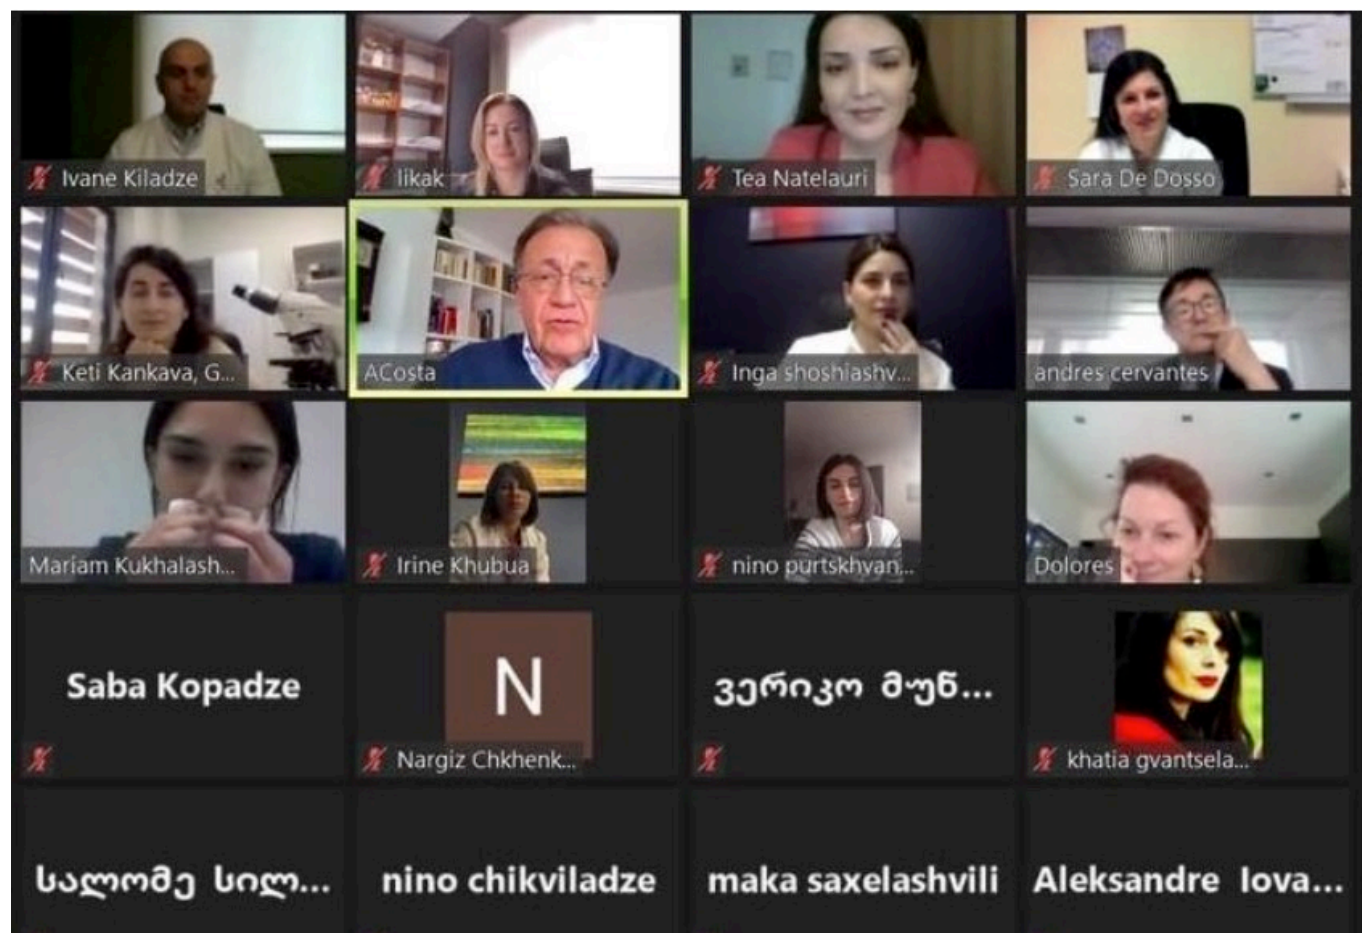 Ivane Kiladze
likak
Tea Natelauri
Sara De Dosso
Keti Kankava, G...
ACosta
Inga shoshiashv...
andres cervantes
Mariam Kukhalash...
Irine Khubua
nino purtskhvan...
Dolores
Saba Kopadze
N
Nargiz Chkhenk...
ვერიკო მუნ...
khatia gvantsela...
სალომე სილ...
nino chikviladze
maka saxelashvili
Aleksandre Iova...